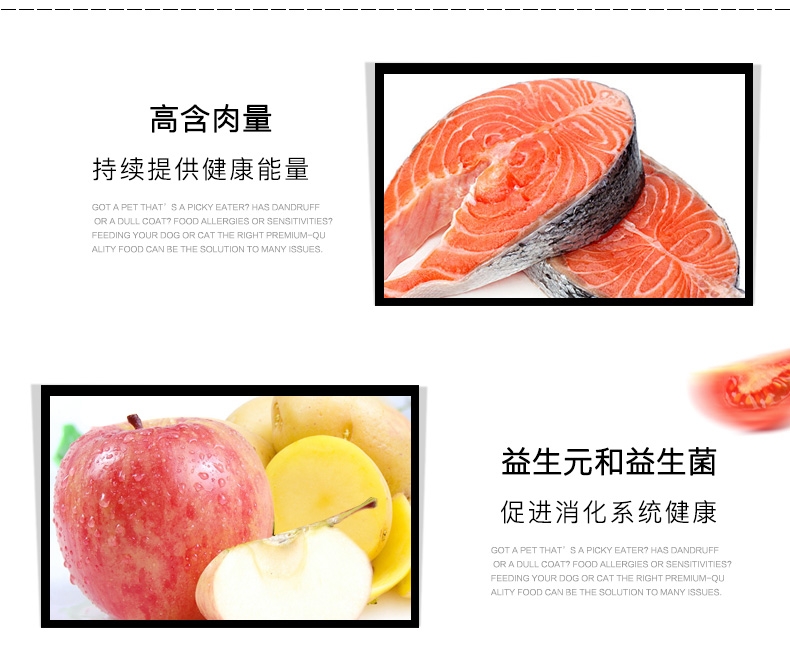 高含肉量
持续提供健康能量
GOT A PET THAT' S A PICKY EATER? HAS DANDRUFF
OR A DULL COAT? FOOD ALLERGIES OR SENSITIVITIES?
FEEDING YOUR DOG OR CAT THE RIGHT PREMIUM-QU
ALITY FOOD CAN BE THE SOLUTION TO MANY ISSUES.
益生元和益生菌
促进消化系统健康
GOT A PET THAT' S A PICKY EATER? HAS DANDRUFF
OR A DULL COAT? FOOD ALLERGIES OR SENSITIVITIES?
FEEDING YOUR DOG OR CAT THE RIGHT PREMIUM-QU
ALITY FOOD CAN BE THE SOLUTION TO MANY ISSUES.